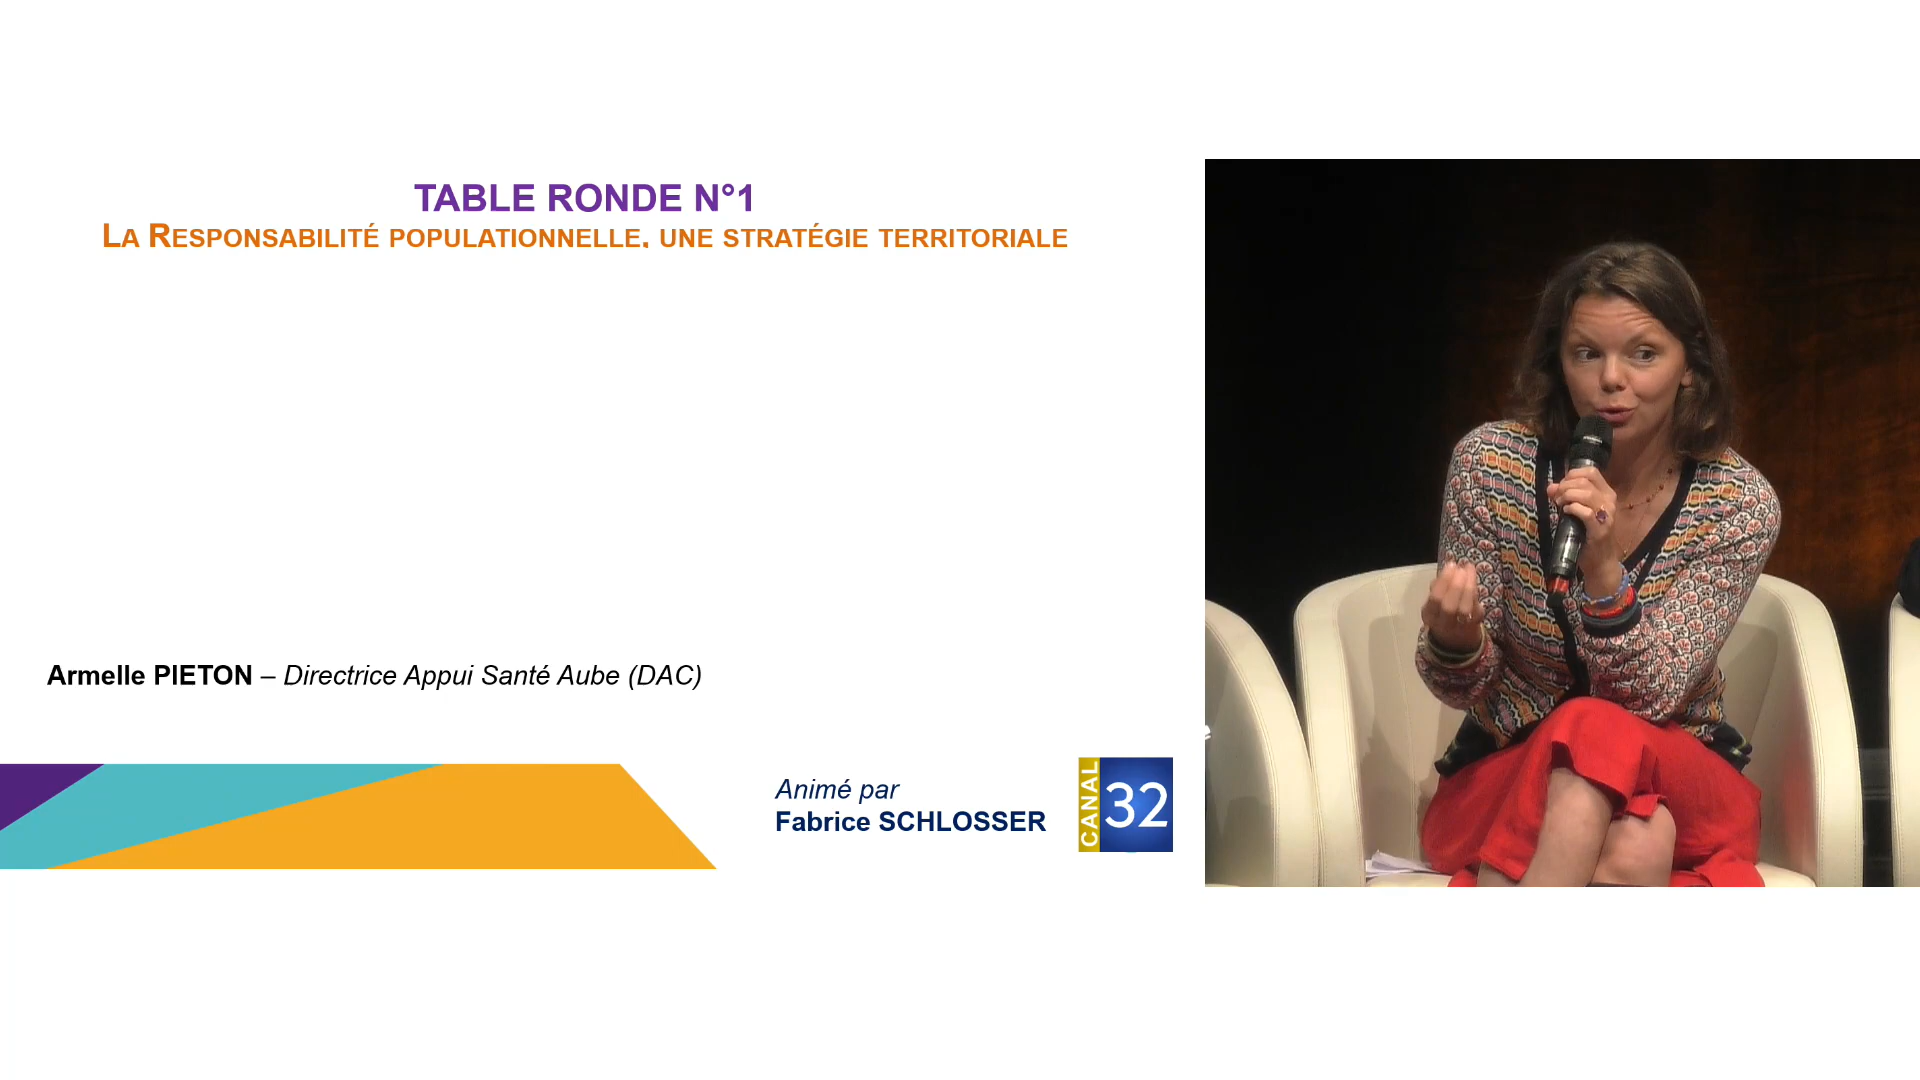 TABLE RONDE N°1
LA RESPONSABILITÉ POPULATIONNELLE, UNE STRATÉGIE TERRITORIALE
Armelle PIETON – Directrice Appui Santé Aube (DAC)
Animé par
Fabrice SCHLOSSER
CANAL 32